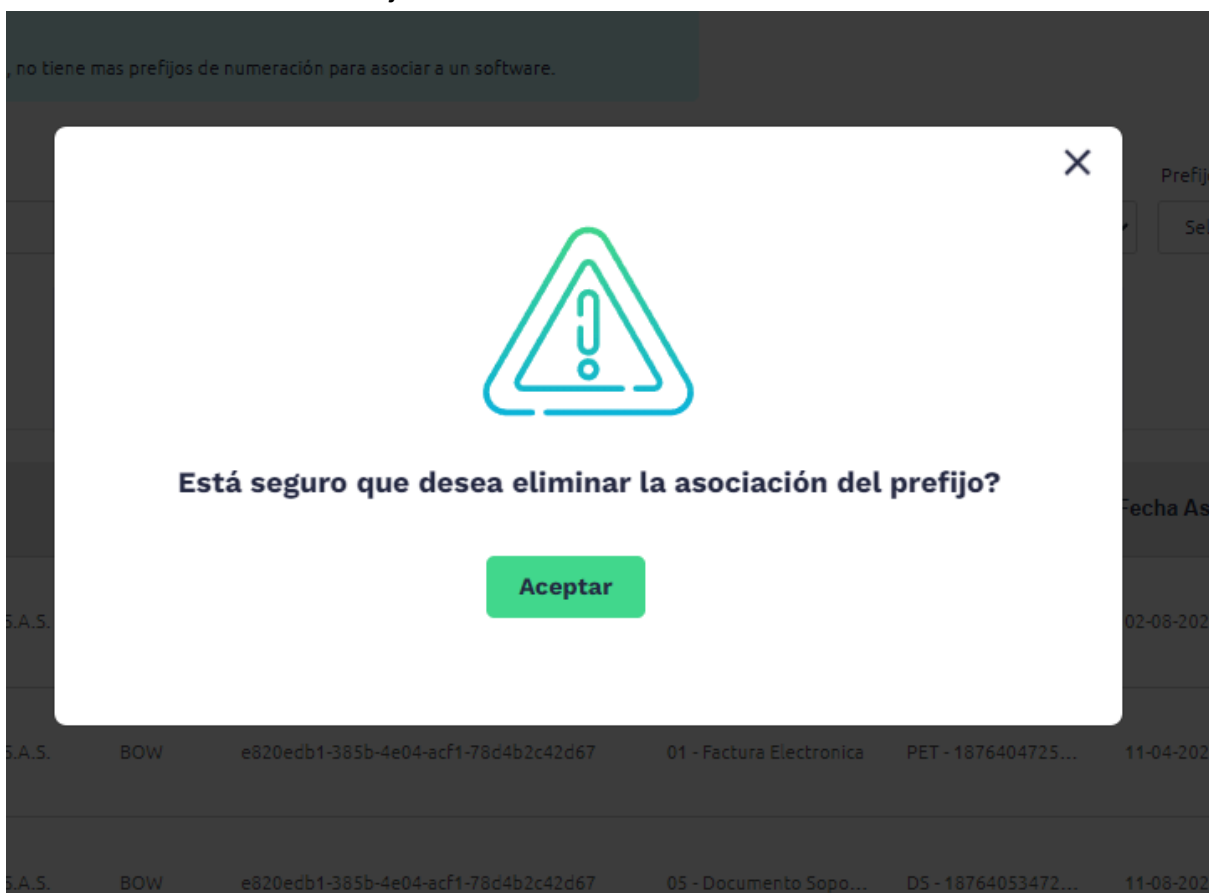 , no tiene mas prefijos de numeración para asociar a un software.
Prefij
Sel
Está seguro que desea eliminar la asociación del prefijo?
Fecha As
Aceptar
S.A.S.
02-08-202
S.A.S. BOW e820edb1-385b-4e04-acf1-78d4b2c42d67 01 - Factura Electronica PET - 1876404725... 11-04-202
S.A.S. BOW e820edb1-385b-4e04-acf1-78d4b2c42d67 05 - Documento Sopo... DS - 18764053472... 11-08-202